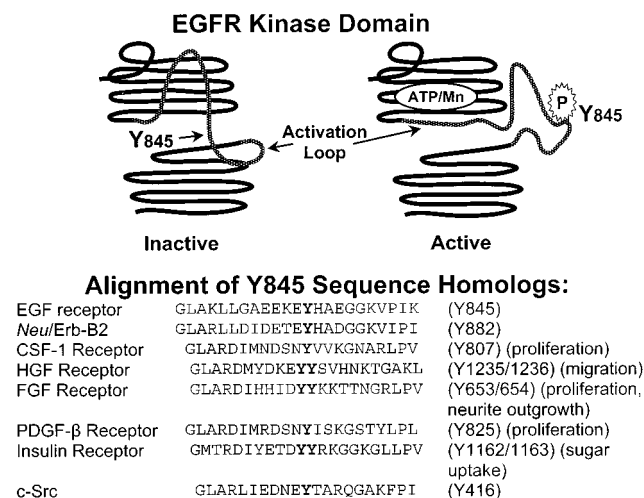 EGFR Kinase Domain
ATP/Mn
P
Y845
Y845
Activation
Loop
Inactive
Active
Alignment of Y845 Sequence Homologs:
EGF receptor GLAKLLGAEEKEYHAEGGKVPIK (Y845)
Neu/Erb-B2 GLARLLDIDETEYHADGGKVIPI (Y882)
CSF-1 Receptor GLARDIMNDSNYVVKGNARLPV (Y807) (proliferation)
HGF Receptor GLARDMYDKEYYSVHNKTGAKL (Y1235/1236) (migration)
FGF Receptor GLARDIHHIDYYKKTTNGRLPV (Y653/654) (proliferation,
neurite outgrowth)
PDGF-β Receptor GLARDIMRDSNYISKGSTYLPL (Y825) (proliferation)
Insulin Receptor GMTRDIYETDYYRKGGKGLLPV (Y1162/1163) (sugar
uptake)
c-Src GLARLIEDNEYTARQGAKFPI (Y416)